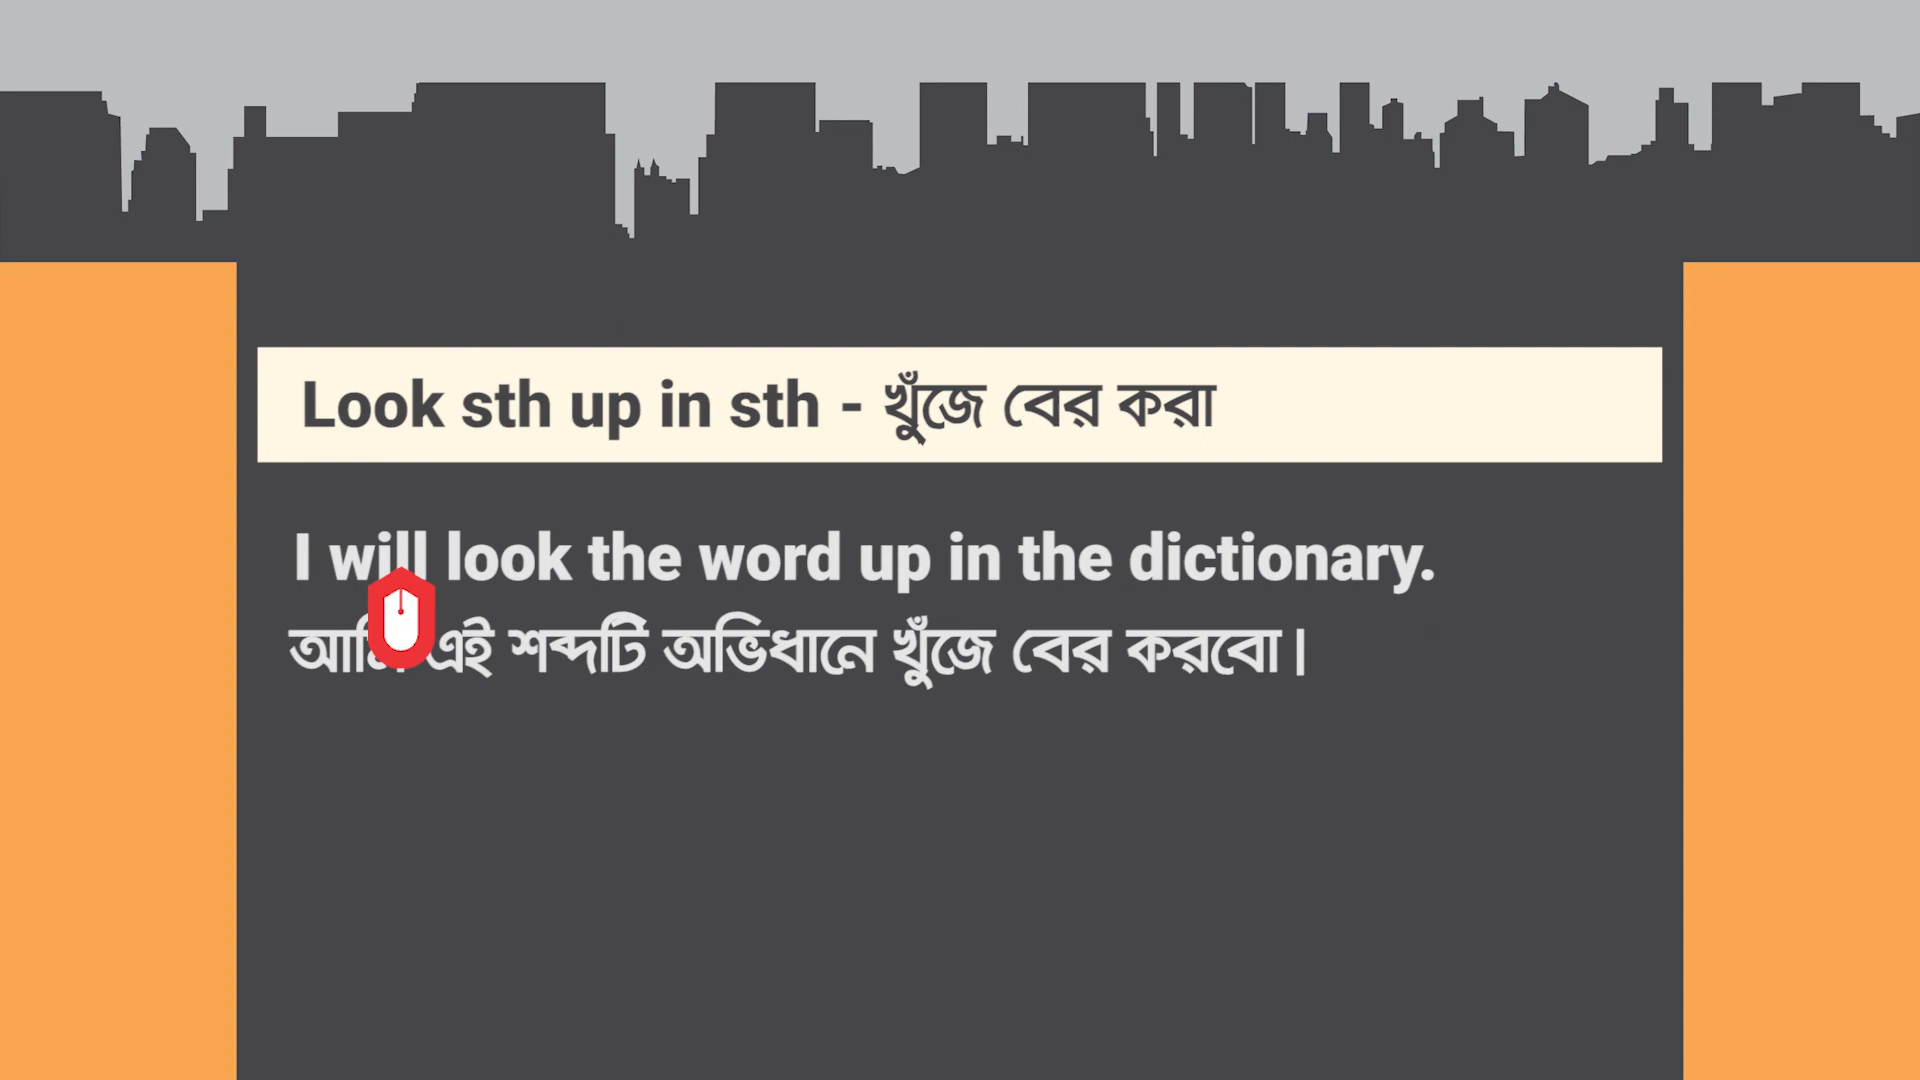 Look sth up in sth - খুঁজে বের করা
I will look the word up in the dictionary.
এই শব্দটি অভিধানে খুঁজে বের করবো।